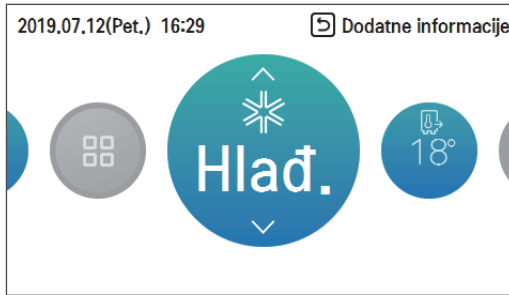 2019.07.12(Pet.) 16:29
Dodatne informacije
Hlađ.
18°